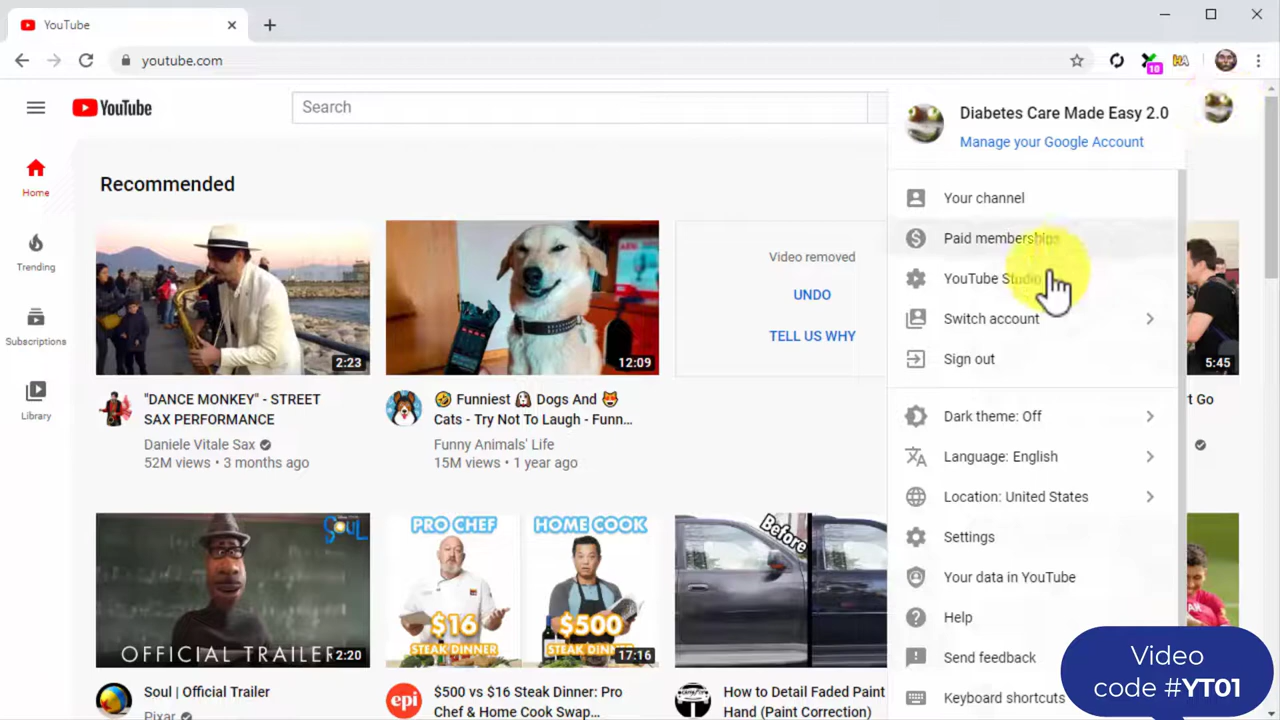 YouTube
youtube.com
10
YouTube
Search
Home
Trending
Subscriptions
Library
Recommended
2:23
"DANCE MONKEY" - STREET
SAX PERFORMANCE
Daniele Vitale Sax
52M views • 3 months ago
12:09
🤣 Funniest 🐶 Dogs And 😻
Cats - Try Not To Laugh - Funn...
Funny Animals' Life
15M views • 1 year ago
Video removed
UNDO
TELL US WHY
5:45
rt Go
SOUL
OFFICIAL TRAILER
2:20
Soul | Official Trailer
Pixar
PRO CHEF
HOME COOK
$16
STEAK DINNER
$500
STEAK DINNER
17:16
epi
$500 vs $16 Steak Dinner: Pro
Chef & Home Cook Swap...
Before
How to Detail Faded Paint
Hand (Paint Correction)
Diabetes Care Made Easy 2.0
Manage your Google Account
Your channel
Paid memberships
YouTube Studio
Switch account
Sign out
Dark theme: Off
Language: English
Location: United States
Settings
Your data in YouTube
Help
Send feedback
Keyboard shortcuts
Video
code #YT01